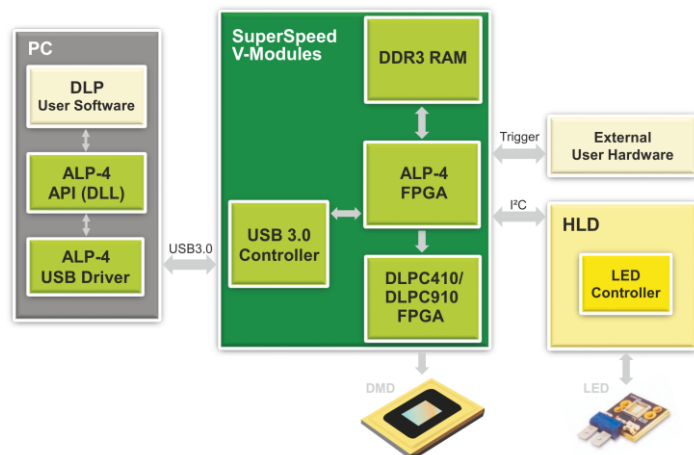 PC
DLP
User Software
ALP-4
API (DLL)
ALP-4
USB Driver
USB3.0
SuperSpeed
V-Modules
DDR3 RAM
ALP-4
FPGA
USB 3.0
Controller
DLPC410/
DLPC910
FPGA
Trigger
External
User Hardware
I²C
HLD
LED
Controller
DMD
LED